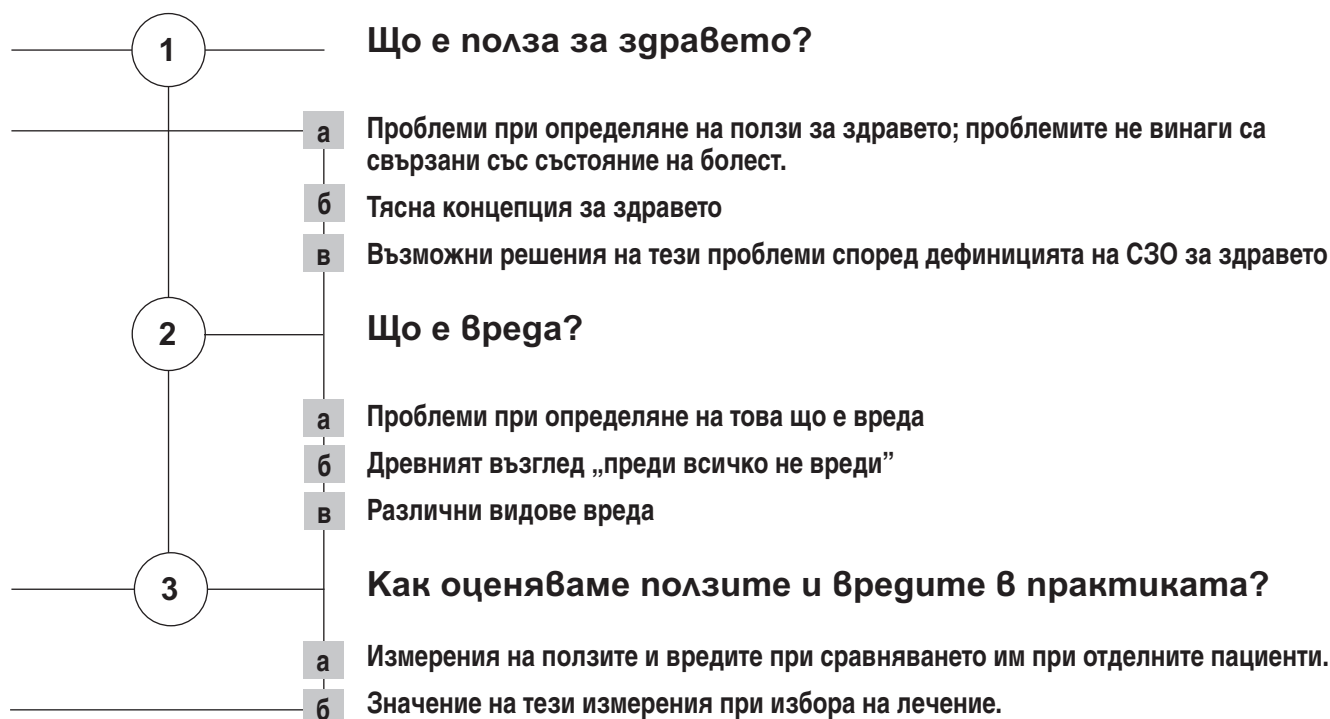 1 Що е полза за здравето?
а Проблеми при определяне на ползи за здравето; проблемите не винаги са
свързани със състояние на болест.
б Тясна концепция за здравето
в Възможни решения на тези проблеми според дефиницията на СЗО за здравето
2 Що е вреда?
а Проблеми при определяне на това що е вреда
б Древният възглед „преди всичко не вреди”
в Различни видове вреда
3 Как оценяваме ползите и вредите в практиката?
а Измерения на ползите и вредите при сравняването им при отделните пациенти.
б Значение на тези измерения при избора на лечение.